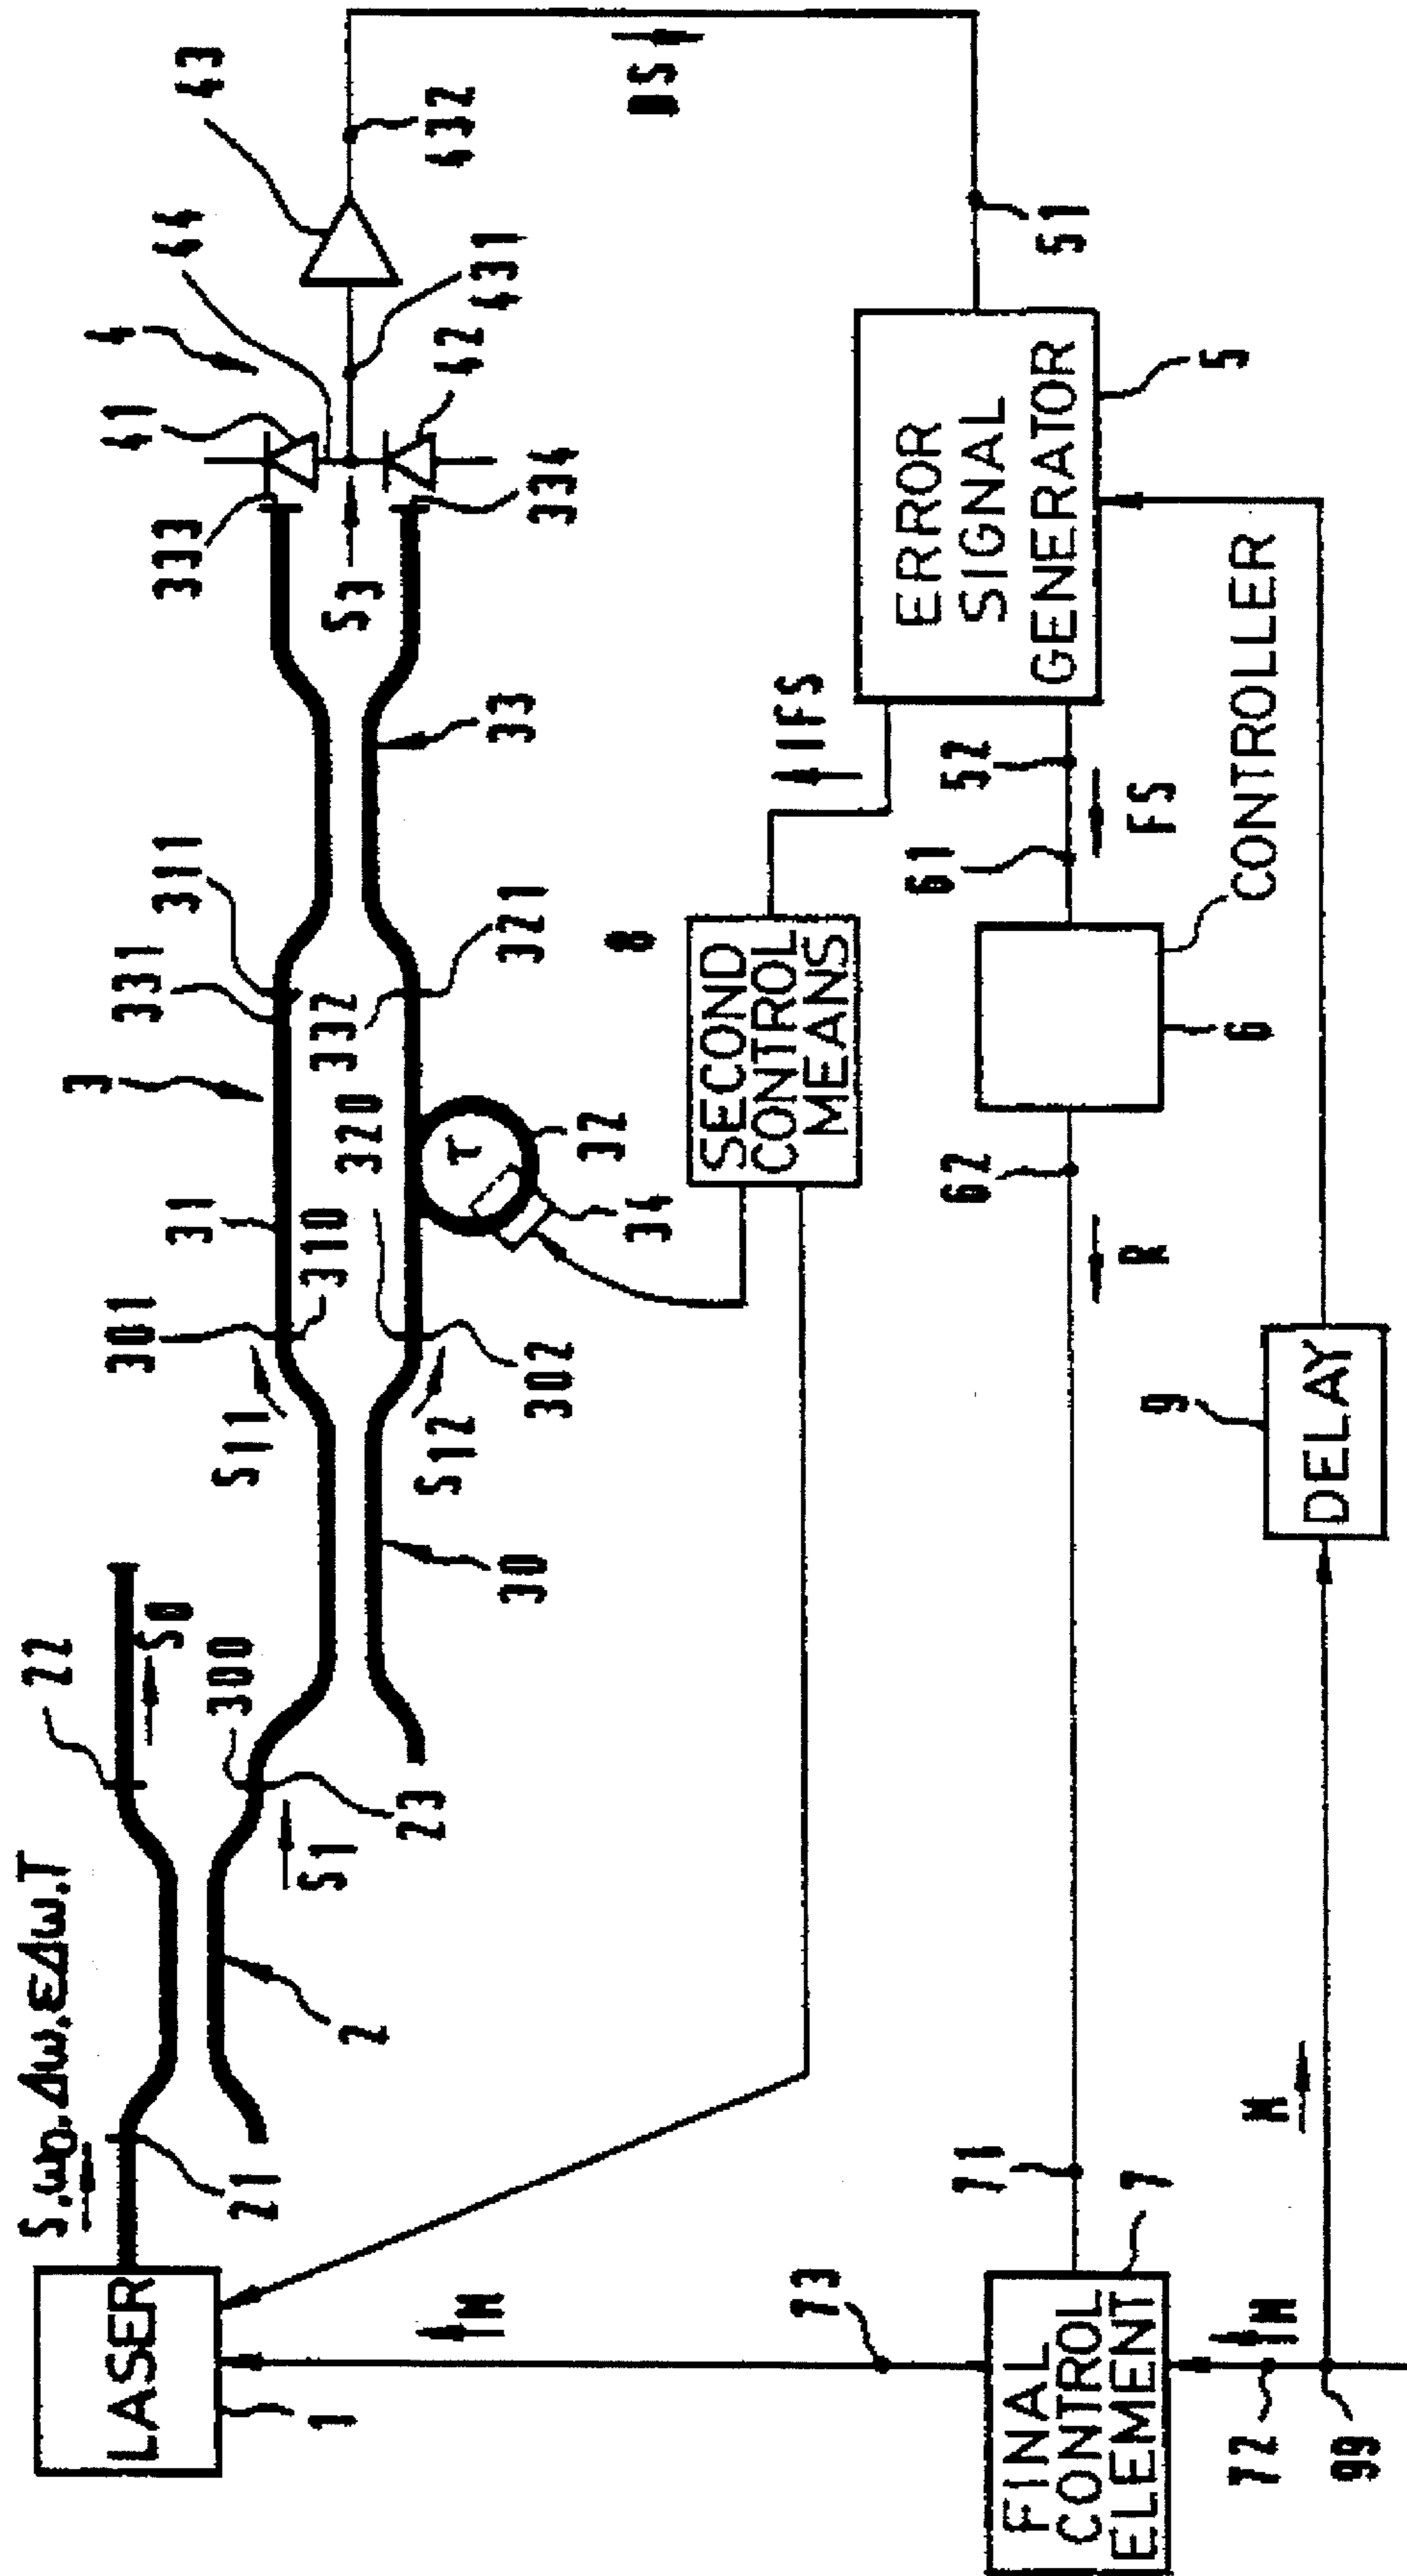 S.ω₀.Δω.εΔω.T
LASER
1
21
2
22
S₀
300
S₁
23
30
S₁₁
S₁₂
301
310
302
320
31
3
τ
32
34
331
311
332
321
33
333
334
S₃
41
42
4
44
431
43
432
DS
51
ERROR
SIGNAL
GENERATOR
5
IFS
52
FS
61
CONTROLLER
6
62
R
8
SECOND
CONTROL
MEANS
DELAY
9
M
71
FINAL
CONTROL
ELEMENT
7
73
M
72
M
99